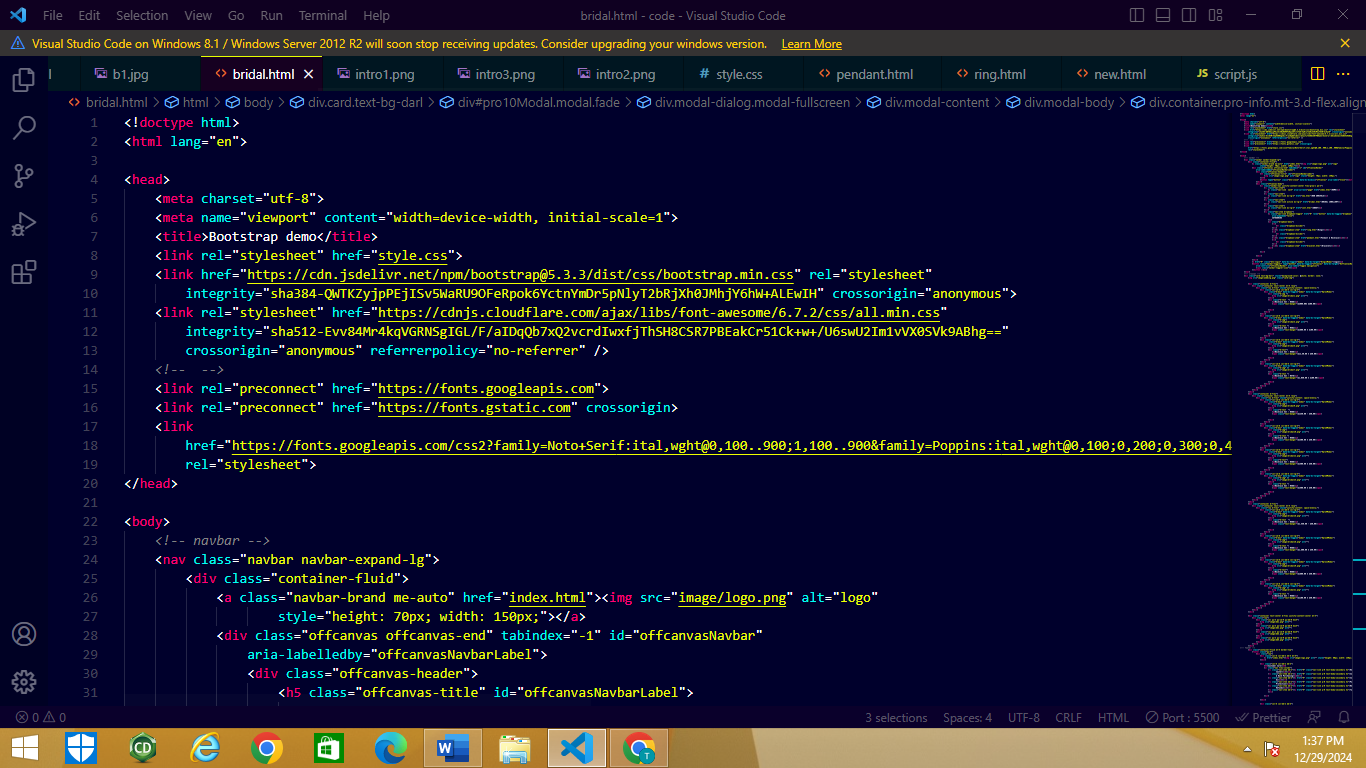 File Edit Selection View Go Run Terminal Help bridal.html - code - Visual Studio Code
Visual Studio Code on Windows 8.1 / Windows Server 2012 R2 will soon stop receiving updates. Consider upgrading your windows version. Learn More
l b1.jpg bridal.html intro1.png intro3.png intro2.png # style.css pendant.html ring.html new.html JS script.js
bridal.html > html > body > div.card.text-bg-darl > div#pro10Modal.modal.fade > div.modal-dialog.modal-fullscreen > div.modal-content > div.modal-body > div.container.pro-info.mt-3.d-flex.align
1 <!doctype html>
2 <html lang="en">
3
4 <head>
5 <meta charset="utf-8">
6 <meta name="viewport" content="width=device-width, initial-scale=1">
7 <title>Bootstrap demo</title>
8 <link rel="stylesheet" href="style.css">
9 <link href="https://cdn.jsdelivr.net/npm/bootstrap@5.3.3/dist/css/bootstrap.min.css" rel="stylesheet"
10 integrity="sha384-QWTKZyjpPEjISv5WaRU9OFeRpok6YctnYmDr5pNlyT2bRjXh0JMhjY6hW+ALEwIH" crossorigin="anonymous">
11 <link rel="stylesheet" href="https://cdnjs.cloudflare.com/ajax/libs/font-awesome/6.7.2/css/all.min.css"
12 integrity="sha512-Evv84Mr4kqVGRNSgIGL/F/aIDqQb7xQ2vcrdIwxfjThSH8CSR7PBEakCr51Ck+w+/U6swU2Im1vVX0SVk9ABhg=="
13 crossorigin="anonymous" referrerpolicy="no-referrer" />
14 <!-- -->
15 <link rel="preconnect" href="https://fonts.googleapis.com">
16 <link rel="preconnect" href="https://fonts.gstatic.com" crossorigin>
17 <link
18 href="https://fonts.googleapis.com/css2?family=Noto+Serif:ital,wght@0,100..900;1,100..900&family=Poppins:ital,wght@0,100;0,200;0,300;0,4
19 rel="stylesheet">
20 </head>
21
22 <body>
23 <!-- navbar -->
24 <nav class="navbar navbar-expand-lg">
25 <div class="container-fluid">
26 <a class="navbar-brand me-auto" href="index.html"><img src="image/logo.png" alt="logo"
27 style="height: 70px; width: 150px;"></a>
28 <div class="offcanvas offcanvas-end" tabindex="-1" id="offcanvasNavbar"
29 aria-labelledby="offcanvasNavbarLabel">
30 <div class="offcanvas-header">
31 <h5 class="offcanvas-title" id="offcanvasNavbarLabel">
0 0 3 selections Spaces: 4 UTF-8 CRLF HTML Port : 5500 Prettier
CD W T
1:37 PM
12/29/2024